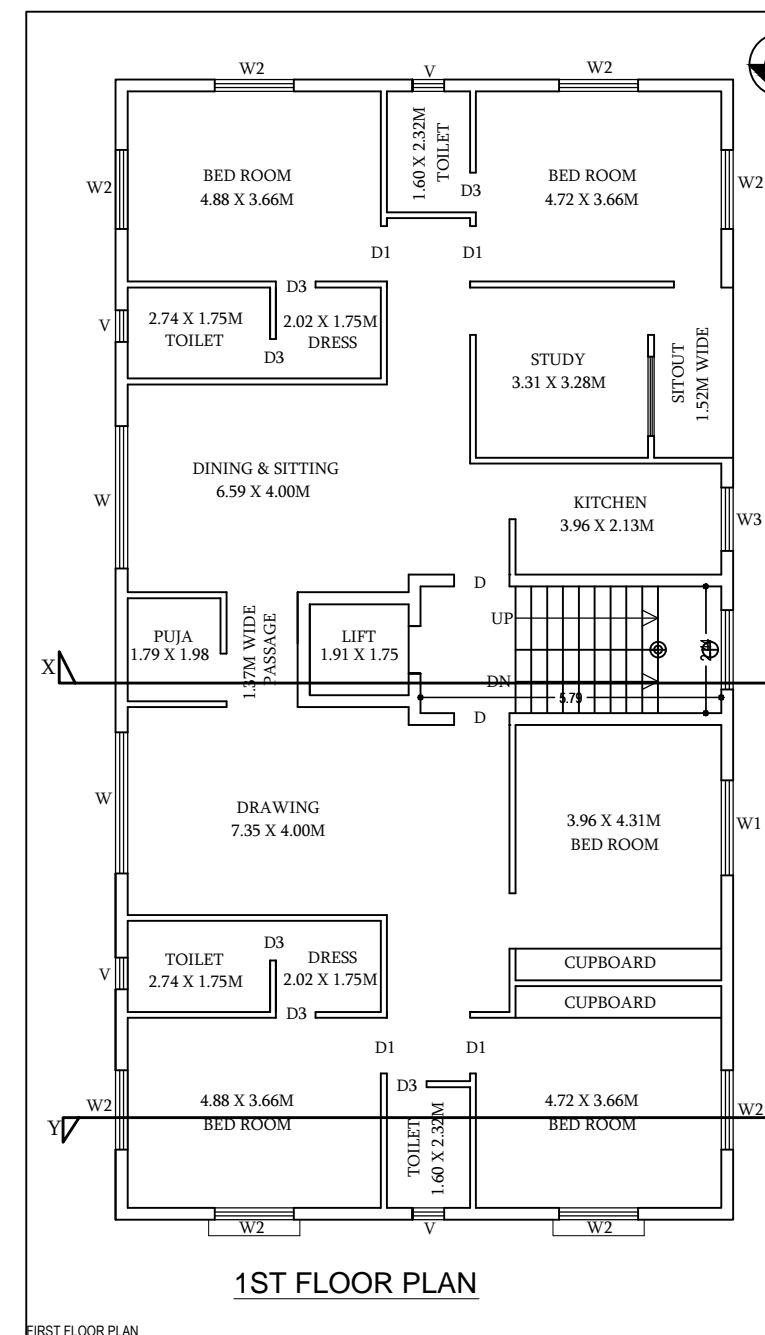 W2
V
W2
BED ROOM
4.88 X 3.66M
1.60 X 2.32M
TOILET
BED ROOM
4.72 X 3.66M
W2
W2
D3
D1
D1
D3
2.74 X 1.75M
TOILET
2.02 X 1.75M
DRESS
V
D3
STUDY
3.31 X 3.28M
SITOUT
1.52M WIDE
DINING & SITTING
6.59 X 4.00M
W
KITCHEN
3.96 X 2.13M
W3
D
UP
PUJA
1.79 X 1.98
1.37M WIDE
PASSAGE
LIFT
1.91 X 1.75
X
DN
5.79
D
DRAWING
7.35 X 4.00M
W
3.96 X 4.31M
BED ROOM
W1
TOILET
2.74 X 1.75M
D3
DRESS
2.02 X 1.75M
V
CUPBOARD
CUPBOARD
D3
D1
D1
D3
W2
4.88 X 3.66M
BED ROOM
TOILET
1.60 X 2.32M
4.72 X 3.66M
BED ROOM
W2
Y
W2
V
W2
1ST FLOOR PLAN
FIRST FLOOR PLAN